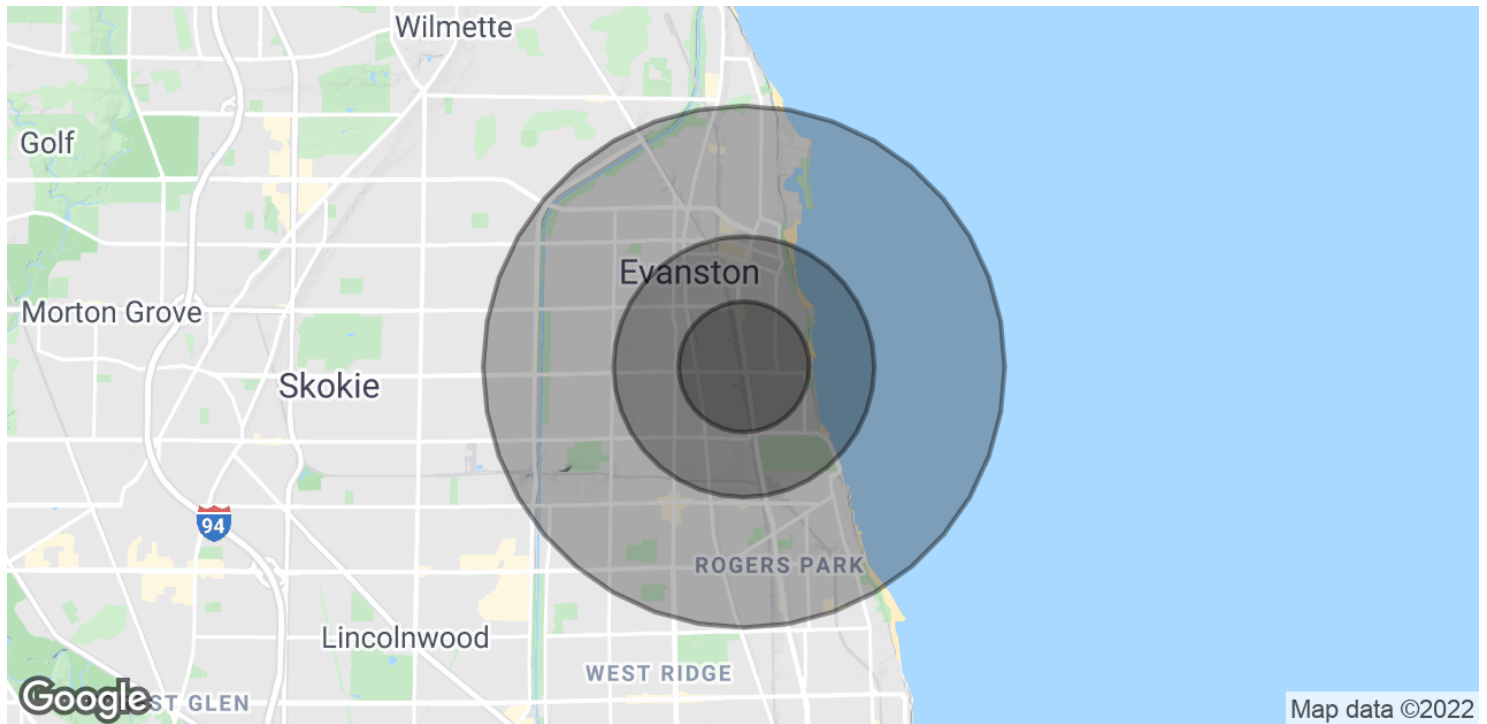 Wilmette
Golf
Evanston
Morton Grove
Skokie
94
ROGERS PARK
Lincolnwood
WEST RIDGE
Google
ST GLEN
Map data ©2022